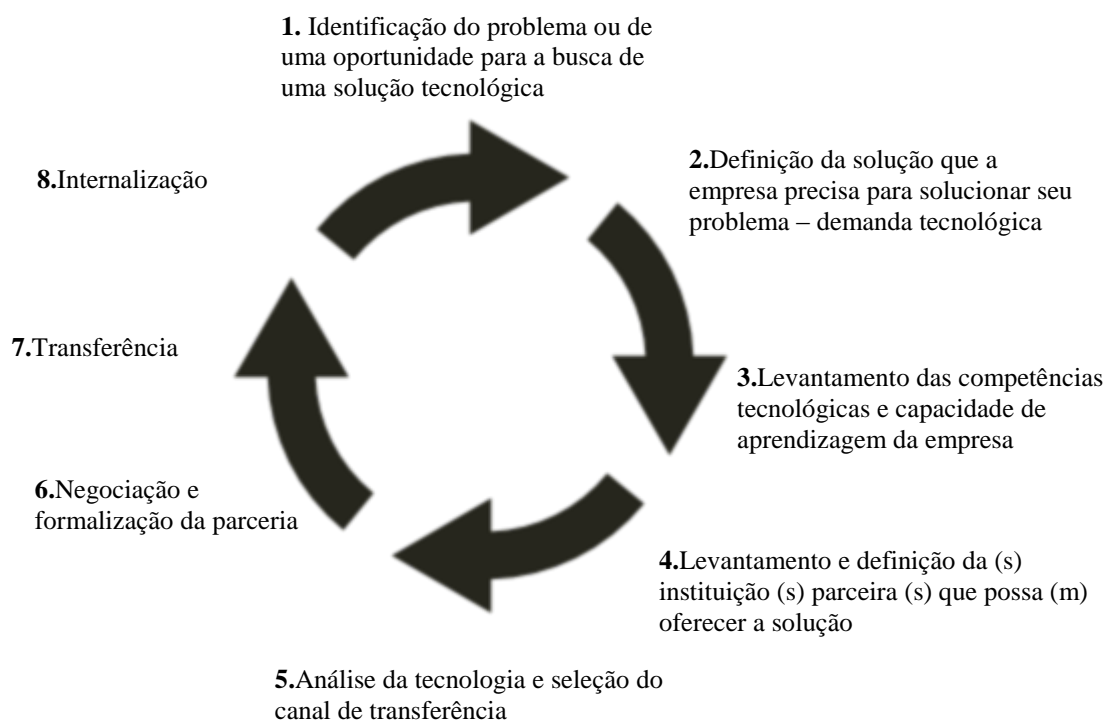 1. Identificação do problema ou de
uma oportunidade para a busca de
uma solução tecnológica
2.Definição da solução que a
empresa precisa para solucionar seu
problema – demanda tecnológica
3.Levantamento das competências
tecnológicas e capacidade de
aprendizagem da empresa
4.Levantamento e definição da (s)
instituição (s) parceira (s) que possa (m)
oferecer a solução
5.Análise da tecnologia e seleção do
canal de transferência
6.Negociação e
formalização da parceria
7.Transferência
8.Internalização